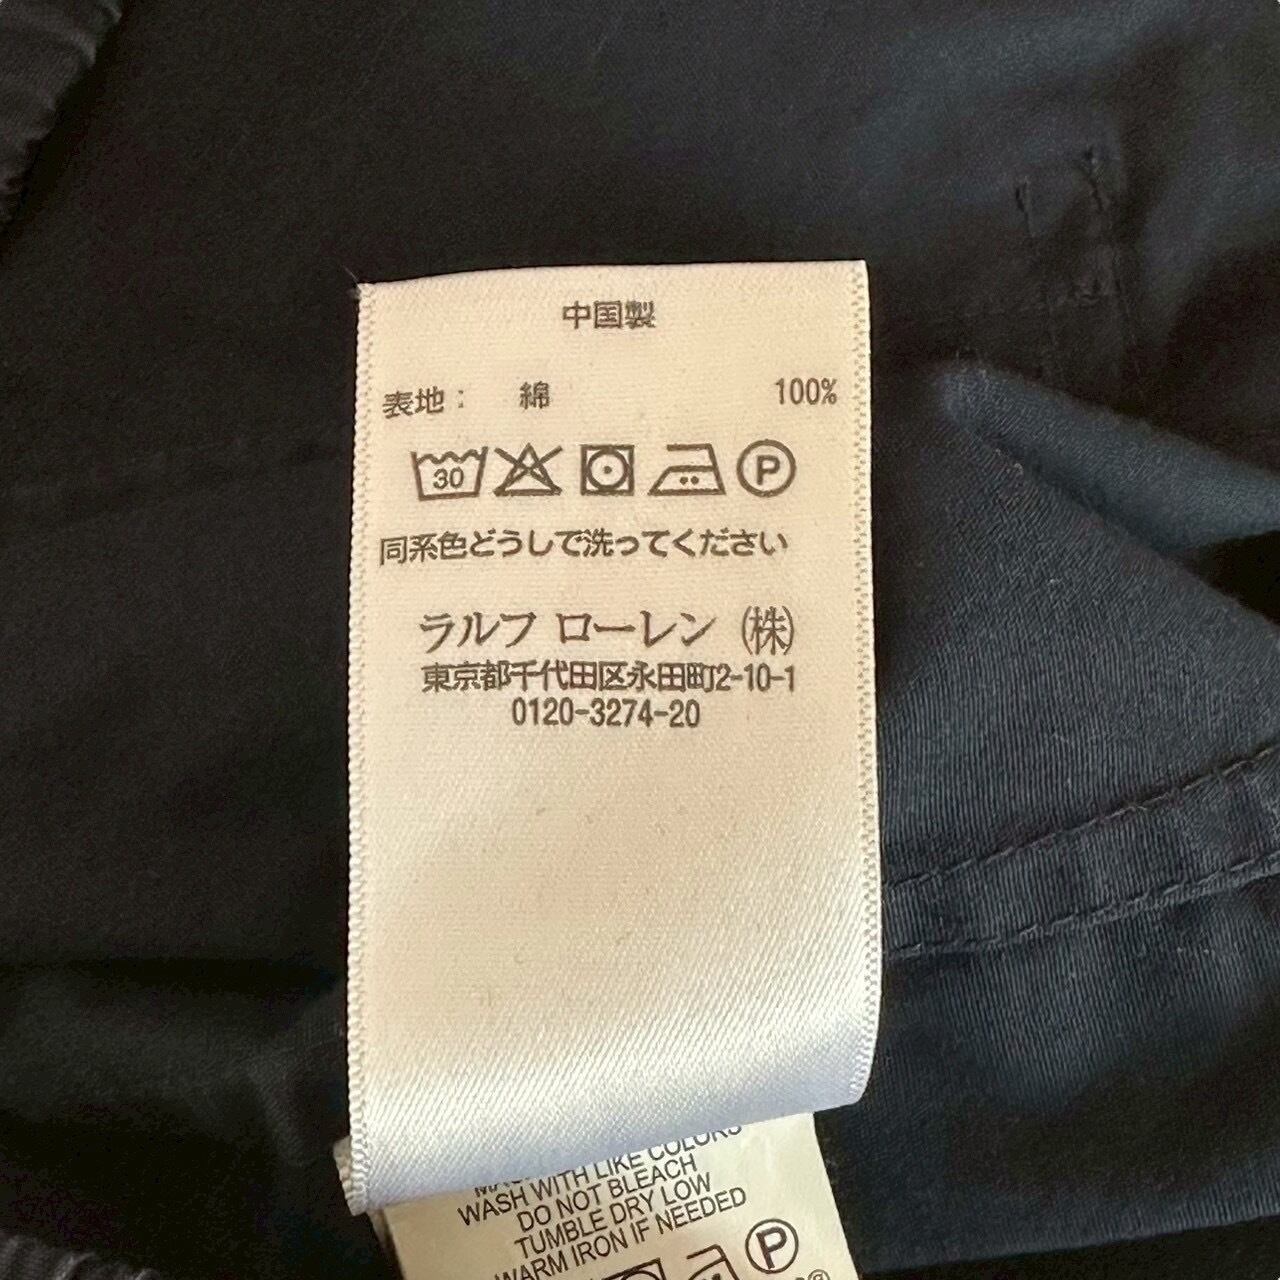 中国製
表地： 綿 100%
30 P
同系色どうしで洗ってください
ラルフ ローレン ㈱
東京都千代田区永田町2-10-1
0120-3274-20
WASH WITH LIKE COLORS
DO NOT BLEACH
TUMBLE DRY LOW
WARM IRON IF NEEDED
P